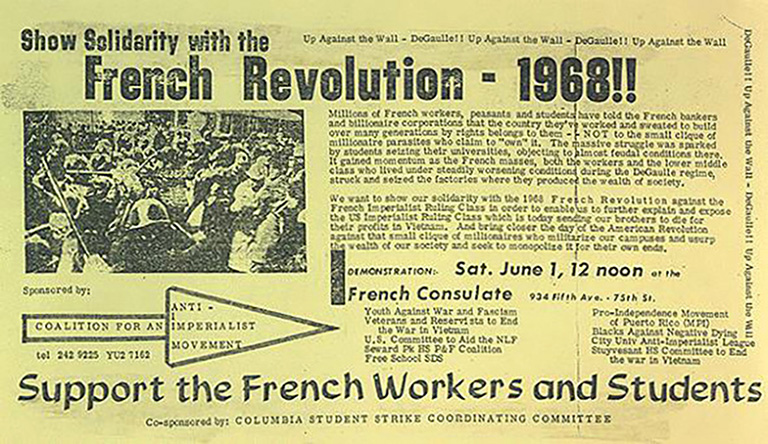 Show Solidarity with the
Up Against the Wall - DeGaulle!! Up Against the Wall - DeGaulle!! Up Against the Wall
DeGaulle!! Up Against the Wall - DeGaulle!! Up Against the Wall
French Revolution - 1968!!
Millions of French workers, peasants and students have told the French bankers
and billionaire corporations that the country they've worked and sweated to build
over many generations by rights belongs to them - - NOT to the small clique of
millionaire parasites who claim to "own" it. The massive struggle was sparked
by students seizing their universities, objecting to almost feudal conditions there.
It gained momentum as the French masses, both the workers and the lower middle
class who lived under steadily worsening conditions during the DeGaulle regime,
struck and seized the factories where they produced the wealth of society.
We want to show our solidarity with the 1968 French Revolution against the
French Imperialist Ruling Class in order to enable us to further explain and expose
the US Imperialist Ruling Class which is today sending our brothers to die for
their profits in Vietnam. And bring closer the day of the American Revolution
against that small clique of millionaires who militarize our campuses and usurp
the wealth of our society and seek to monopolize it for their own ends.
DEMONSTRATION:- Sat. June 1, 12 noon at the
French Consulate 934 Fifth Ave. - 75th St.
Sponsored by:
ANTI -
COALITION FOR AN IMPERIALIST
MOVEMENT
tel 242 9225 YU2 7162
Youth Against War and Fascism
Veterans and Reservists to End
the War in Vietnam
U.S. Committee to Aid the NLF
Seward Pk HS P&F Coalition
Free School SDS
Pro-Independence Movement
of Puerto Rico (MPI)
Blacks Against Negative Dying
City Univ Anti-Imperialist League
Stuyvesant HS Committee to End
the war in Vietnam
Support the French Workers and Students
Co-sponsored by: COLUMBIA STUDENT STRIKE COORDINATING COMMITTEE